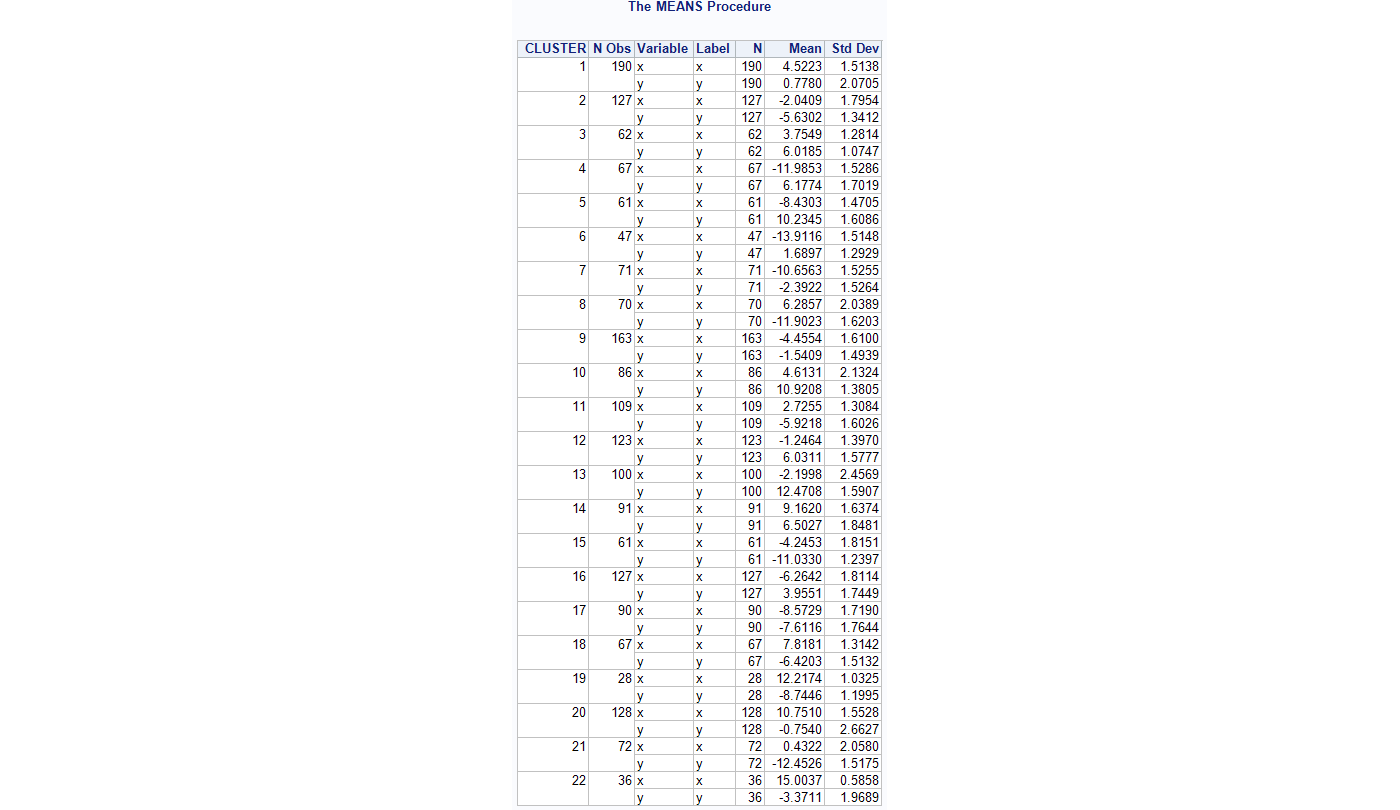 The MEANS Procedure
CLUSTER N Obs Variable Label N Mean Std Dev
1 190 x x 190 4.5223 1.5138
y y 190 0.7780 2.0705
2 127 x x 127 -2.0409 1.7954
y y 127 -5.6302 1.3412
3 62 x x 62 3.7549 1.2814
y y 62 6.0185 1.0747
4 67 x x 67 -11.9853 1.5286
y y 67 6.1774 1.7019
5 61 x x 61 -8.4303 1.4705
y y 61 10.2345 1.6086
6 47 x x 47 -13.9116 1.5148
y y 47 1.6897 1.2929
7 71 x x 71 -10.6563 1.5255
y y 71 -2.3922 1.5264
8 70 x x 70 6.2857 2.0389
y y 70 -11.9023 1.6203
9 163 x x 163 -4.4554 1.6100
y y 163 -1.5409 1.4939
10 86 x x 86 4.6131 2.1324
y y 86 10.9208 1.3805
11 109 x x 109 2.7255 1.3084
y y 109 -5.9218 1.6026
12 123 x x 123 -1.2464 1.3970
y y 123 6.0311 1.5777
13 100 x x 100 -2.1998 2.4569
y y 100 12.4708 1.5907
14 91 x x 91 9.1620 1.6374
y y 91 6.5027 1.8481
15 61 x x 61 -4.2453 1.8151
y y 61 -11.0330 1.2397
16 127 x x 127 -6.2642 1.8114
y y 127 3.9551 1.7449
17 90 x x 90 -8.5729 1.7190
y y 90 -7.6116 1.7644
18 67 x x 67 7.8181 1.3142
y y 67 -6.4203 1.5132
19 28 x x 28 12.2174 1.0325
y y 28 -8.7446 1.1995
20 128 x x 128 10.7510 1.5528
y y 128 -0.7540 2.6627
21 72 x x 72 0.4322 2.0580
y y 72 -12.4526 1.5175
22 36 x x 36 15.0037 0.5858
y y 36 -3.3711 1.9689